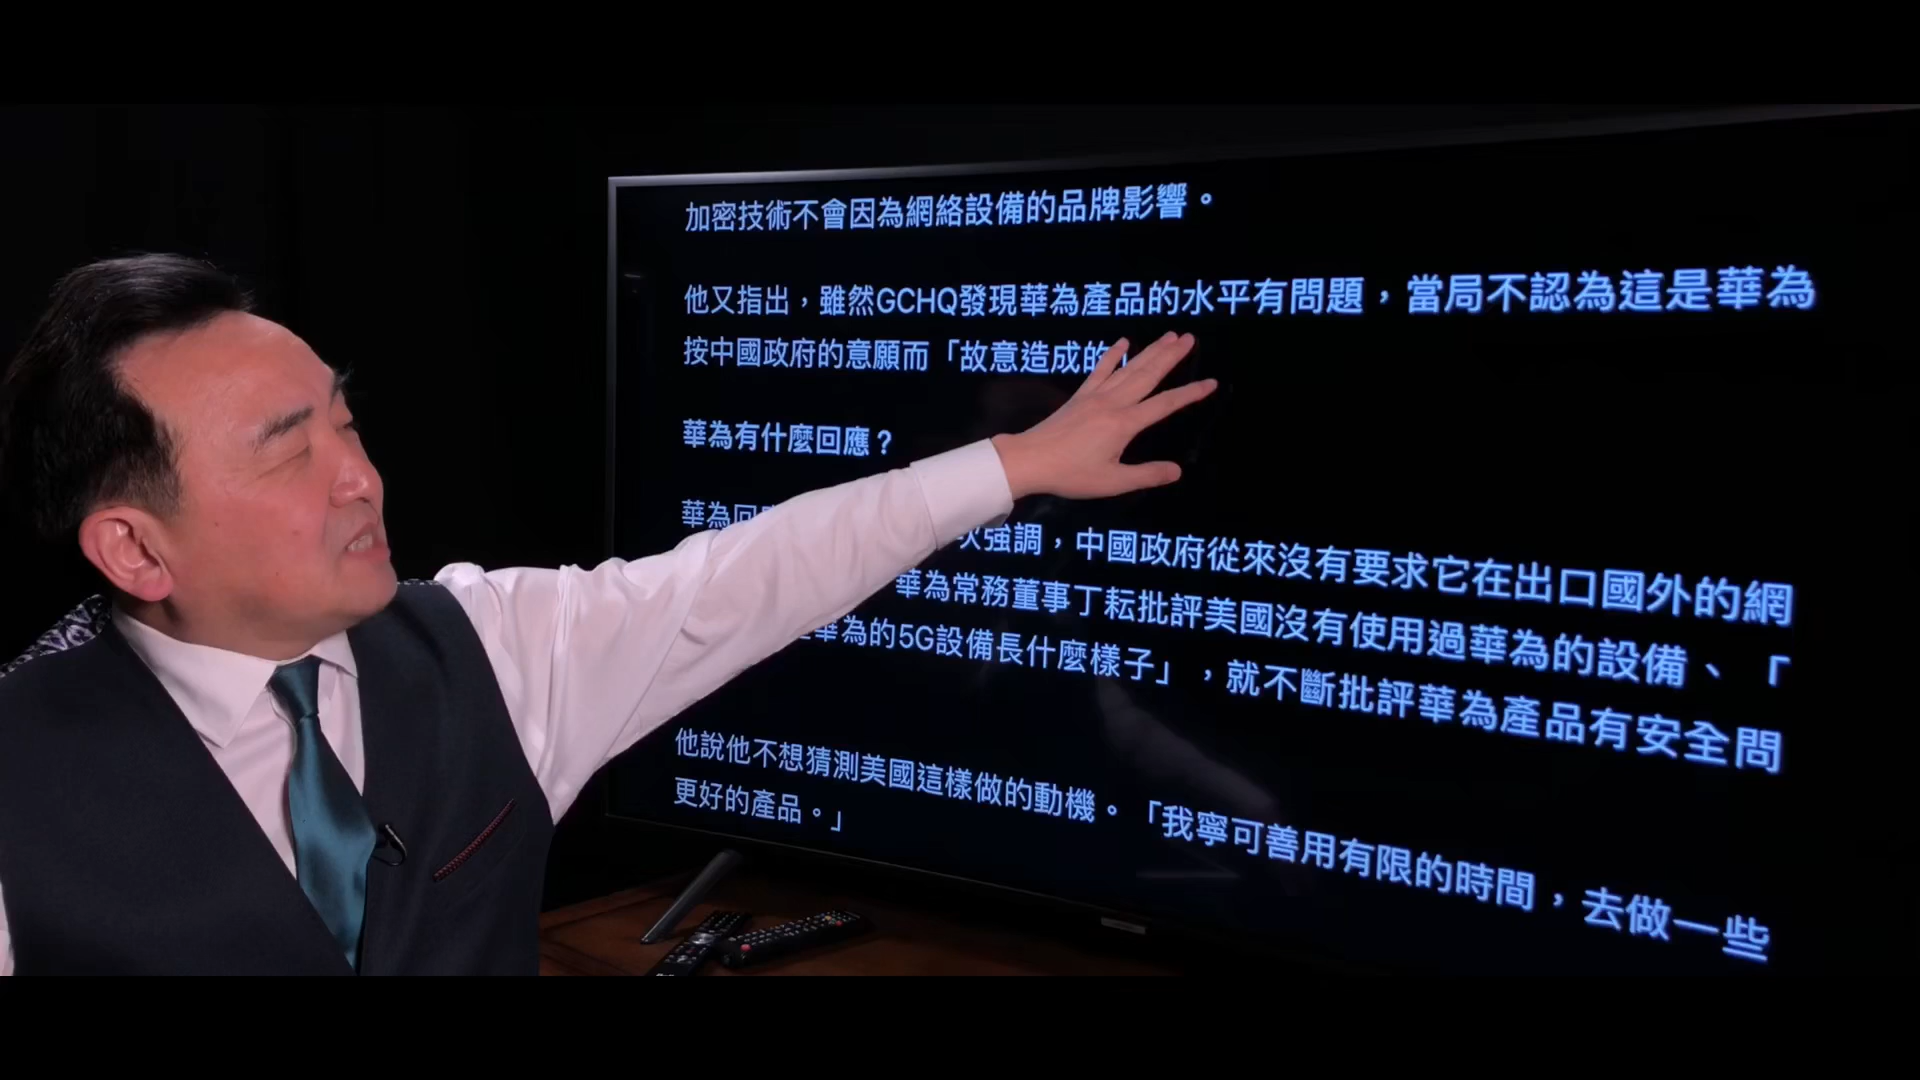 加密技術不會因為網絡設備的品牌影響。
他又指出，雖然GCHQ發現華為產品的水平有問題，當局不認為這是華為
按中國政府的意願而「故意造成的」
華為有什麼回應？
華為回
次強調，中國政府從來沒有要求它在出口國外的網
華為常務董事丁耘批評美國沒有使用過華為的設備、「
華為的5G設備長什麼樣子」，就不斷批評華為產品有安全問
他說他不想猜測美國這樣做的動機。「我寧可善用有限的時間，去做一些
更好的產品。」